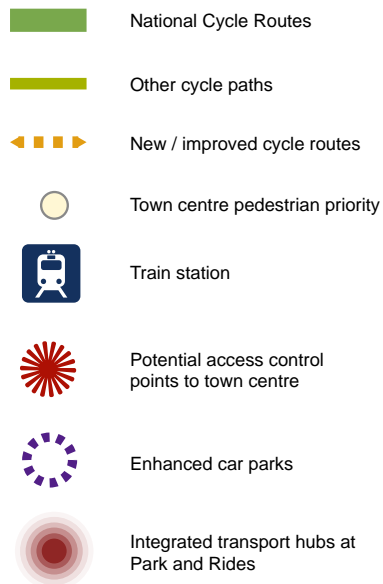 National Cycle Routes
Other cycle paths
New / improved cycle routes
Town centre pedestrian priority
Train station
Potential access control
points to town centre
Enhanced car parks
Integrated transport hubs at
Park and Rides